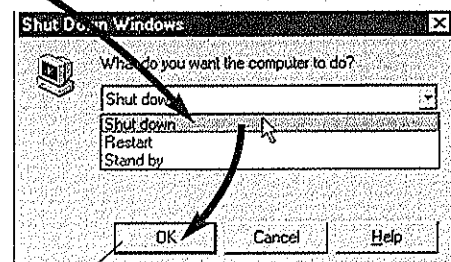 Shut Down Windows
What do you want the computer to do?
Shut down
Shut down
Restart
Stand by
OK
Cancel
Help